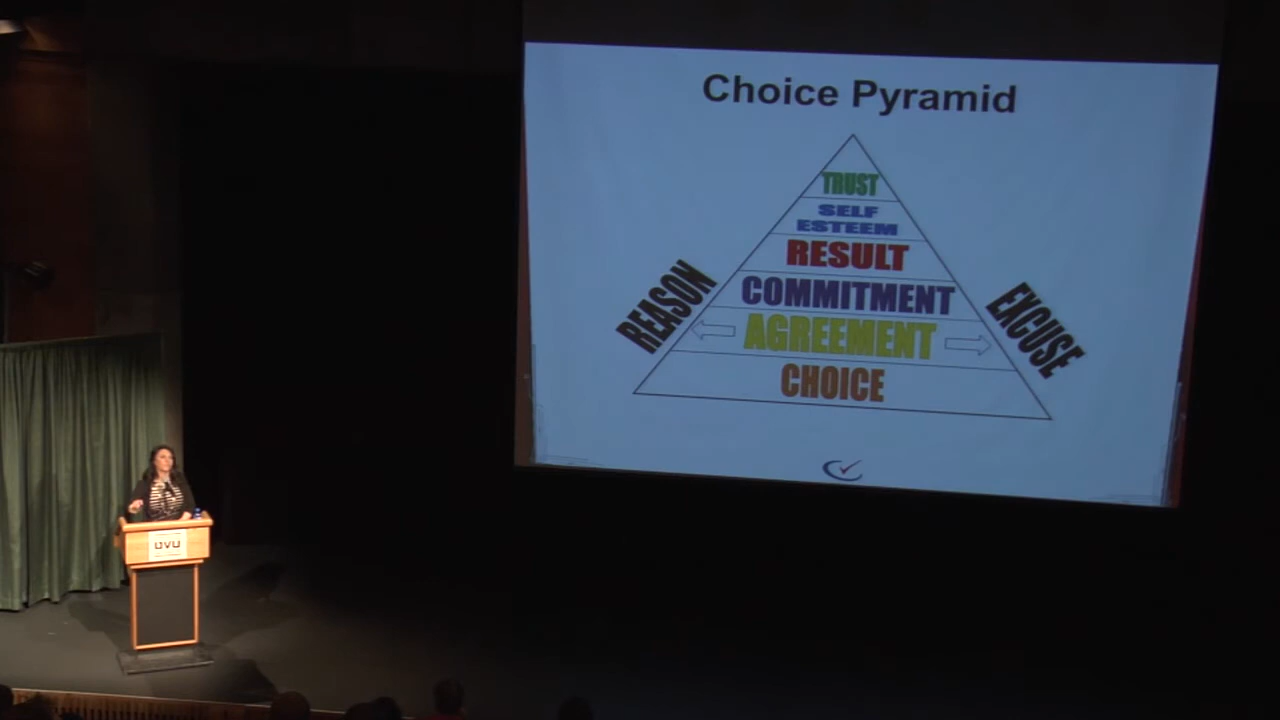 Choice Pyramid
TRUST
SELF
ESTEEM
RESULT
COMMITMENT
AGREEMENT
CHOICE
REASON
EXCUSE
UVU